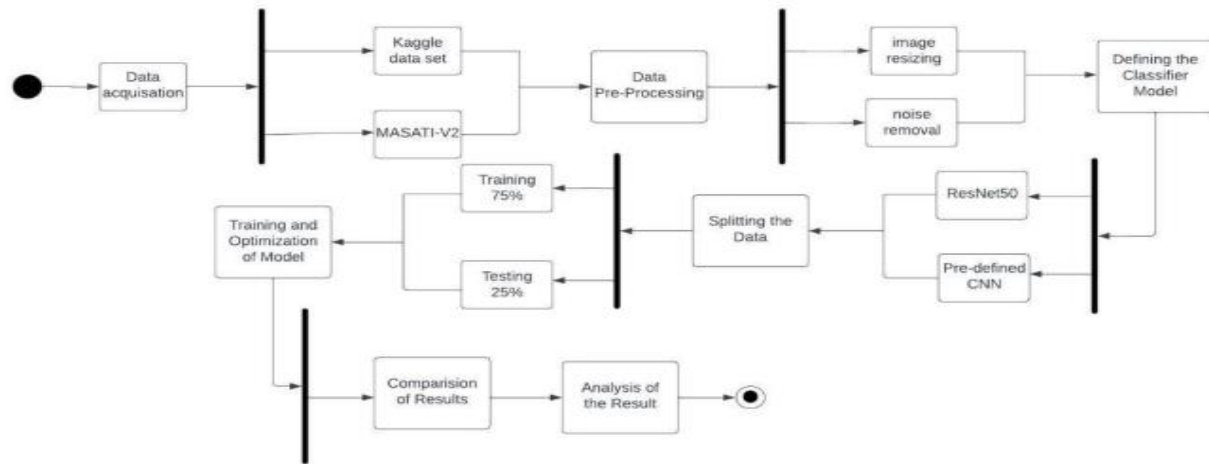 Data
acquisation
Kaggle
data set
MASATI-V2
Data
Pre-Processing
image
resizing
noise
removal
Defining the
Classifier
Model
ResNet50
Pre-defined
CNN
Splitting the
Data
Training
75%
Testing
25%
Training and
Optimization
of Model
Comparision
of Results
Analysis of
the Result